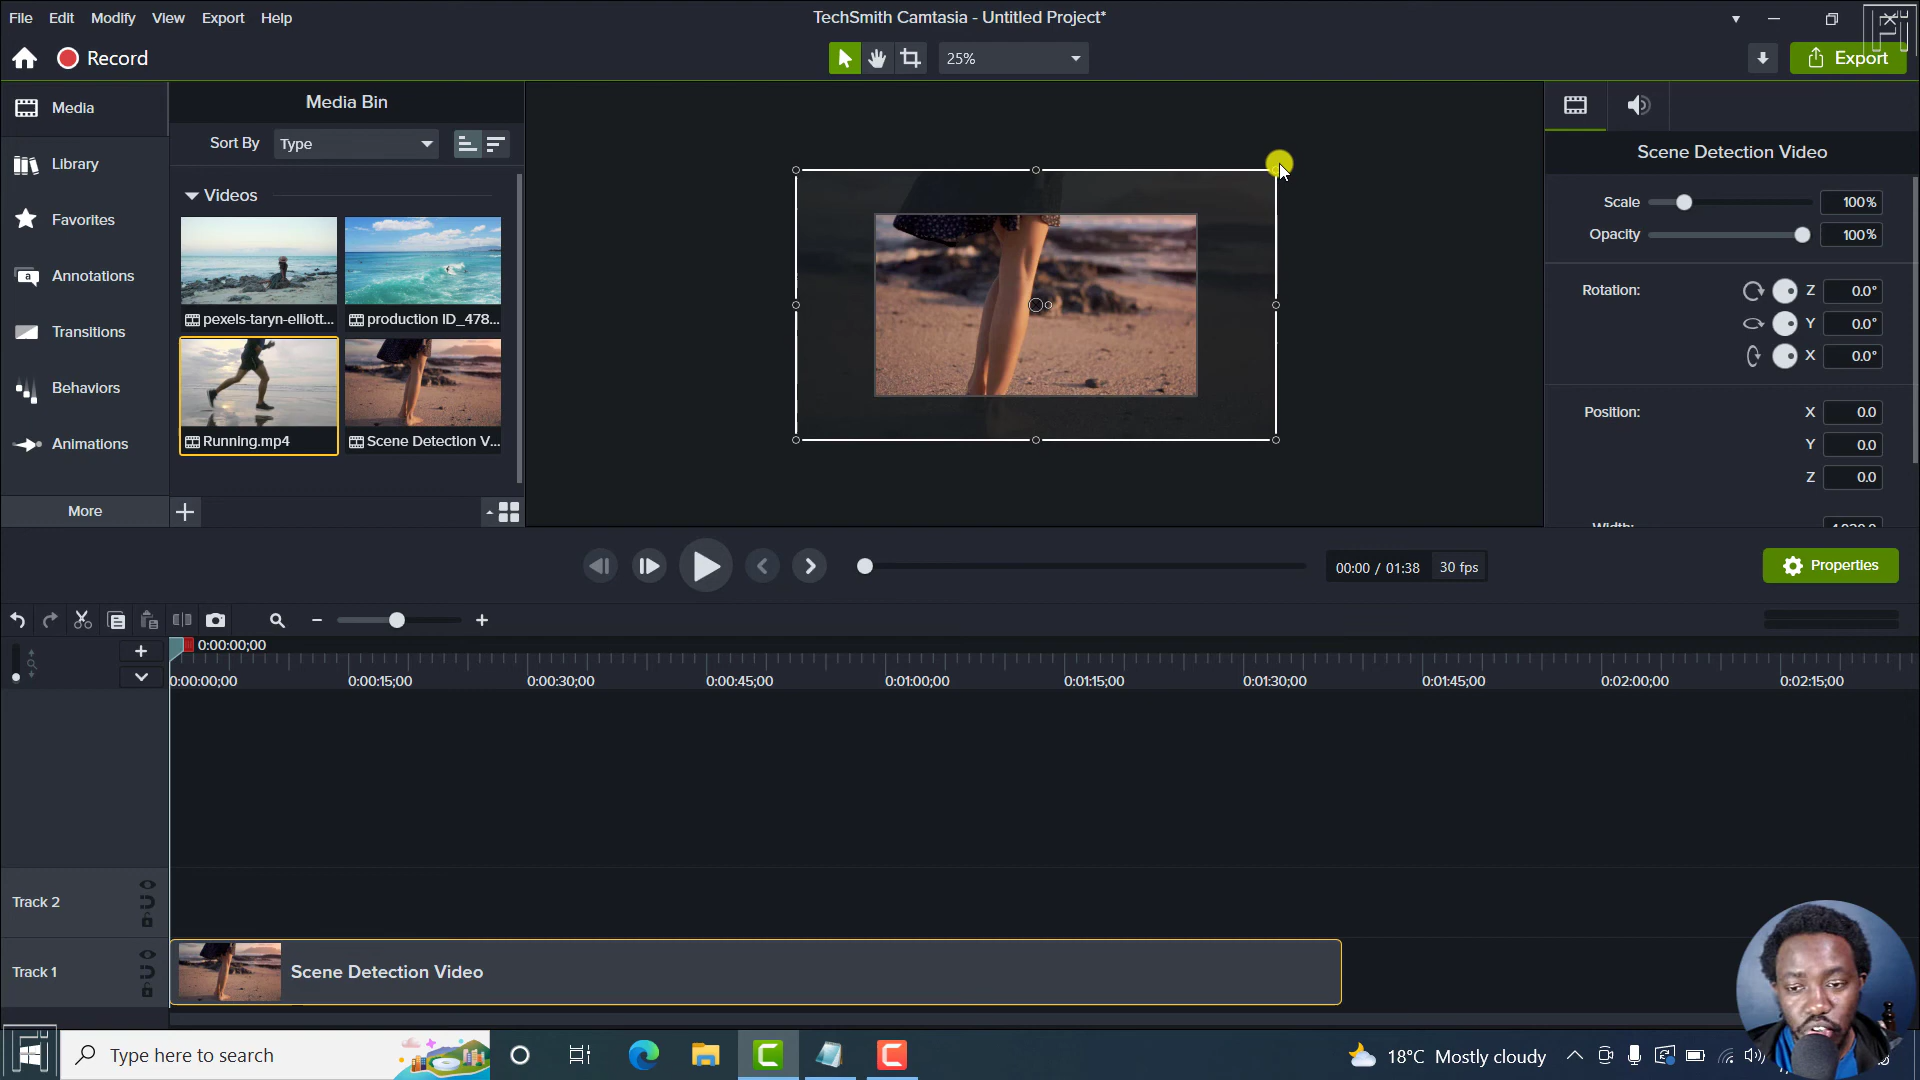 File Edit Modify View Export Help
TechSmith Camtasia - Untitled Project*
Record
25%
Export
Media
Library
Favorites
Annotations
Transitions
Behaviors
Animations
More
Media Bin
Sort By Type
Videos
pexels-taryn-elliott...
production ID_478...
Running.mp4
Scene Detection V...
Scene Detection Video
Scale 100%
Opacity 100%
Rotation: Z 0.0°
Y 0.0°
X 0.0°
Position: X 0.0
Y 0.0
Z 0.0
Width:
00:00 / 01:38 30 fps
Properties
0:00:00;00
0:00:00;00 0:00:15;00 0:00:30;00 0:00:45;00 0:01:00;00 0:01:15;00 0:01:30;00 0:01:45;00 0:02:00;00 0:02:15;00
Track 2
Track 1
Scene Detection Video
Type here to search
18°C Mostly cloudy